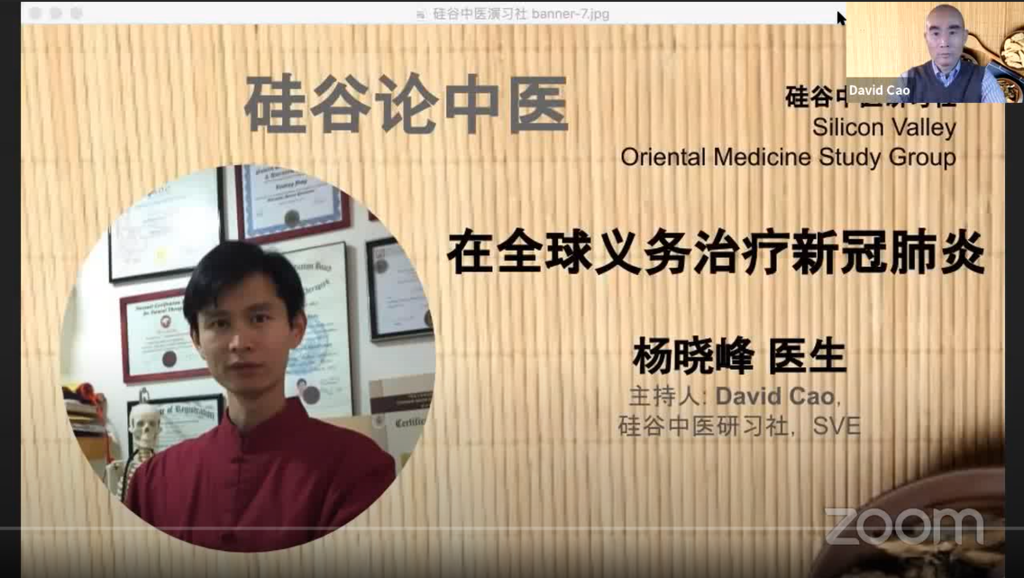 硅谷中医演习社 banner-7.jpg
硅谷论中医
David Cao
Silicon Valley
Oriental Medicine Study Group
在全球义务治疗新冠肺炎
杨晓峰 医生
主持人: David Cao,
硅谷中医研习社, SVE
zoom